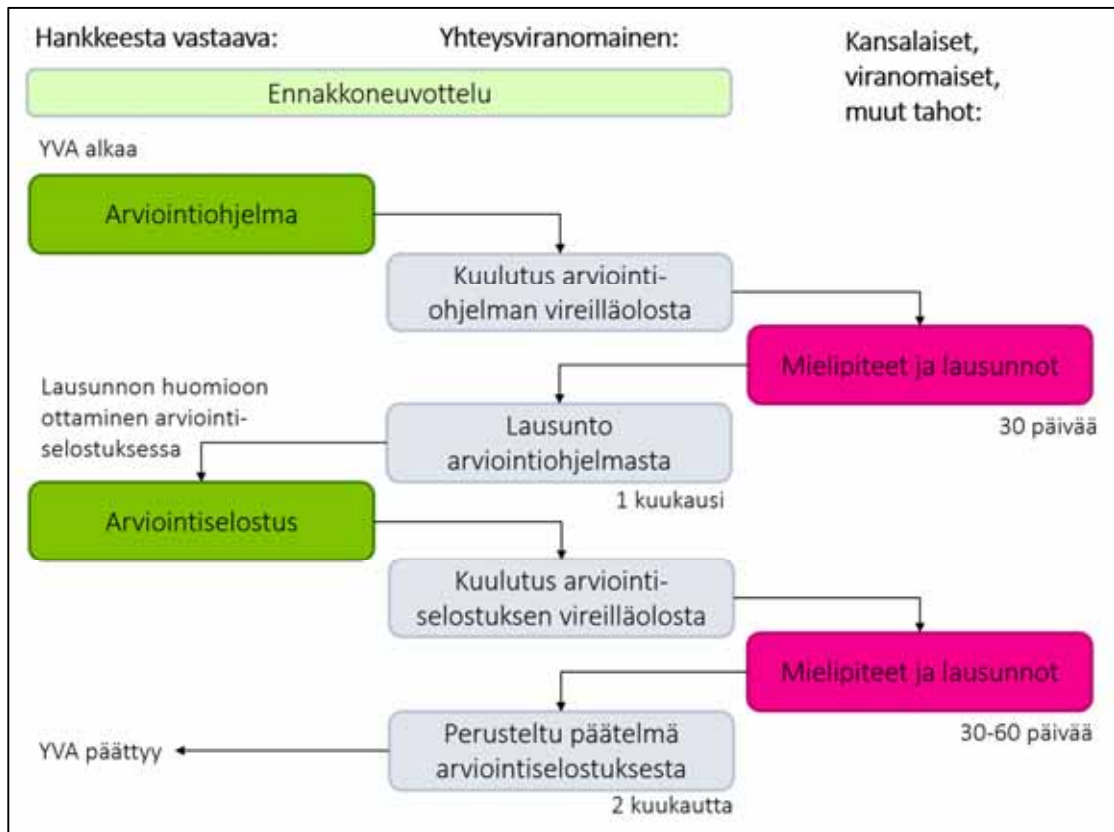 Hankkeesta vastaava:
Yhteysviranomainen:
Kansalaiset,
viranomaiset,
muut tahot:
Ennakkoneuvottelu
YVA alkaa
Arviointiohjelma
Kuulutus arviointi-
ohjelman vireilläolosta
Mielipiteet ja lausunnot
30 päivää
Lausunnon huomioon
ottaminen arviointi-
selostuksessa
Lausunto
arviointiohjelmasta
1 kuukausi
Arviointiselostus
Kuulutus arviointi-
selostuksen vireilläolosta
Mielipiteet ja lausunnot
30-60 päivää
Perusteltu päätelmä
arviointiselostuksesta
2 kuukautta
YVA päättyy